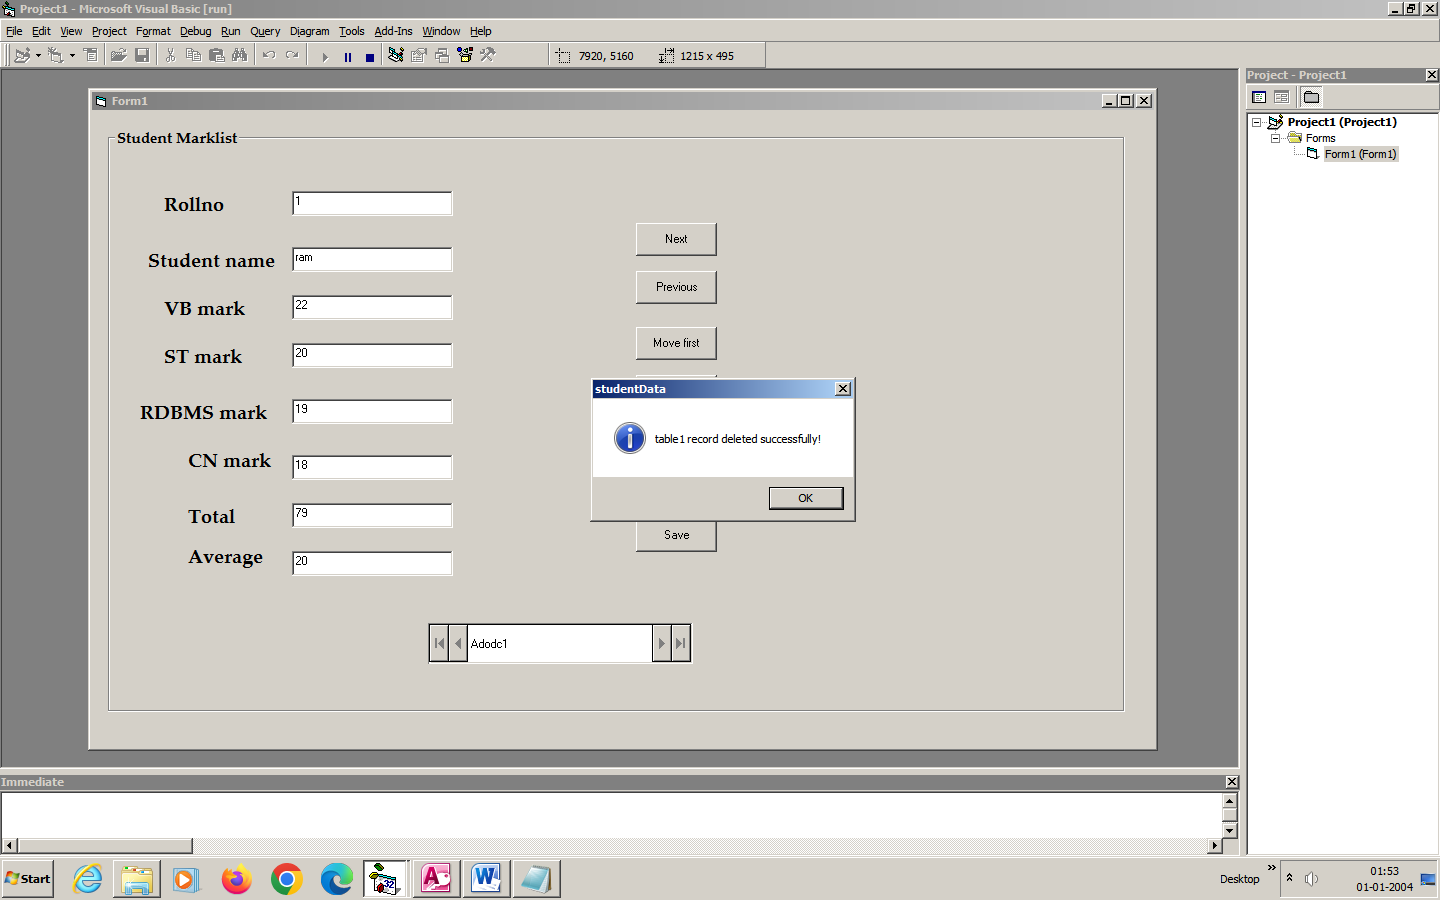 Project1 - Microsoft Visual Basic [run]
File Edit View Project Format Debug Run Query Diagram Tools Add-Ins Window Help
7920, 5160 1215 x 495
Project - Project1
Project1 (Project1)
Forms
Form1 (Form1)
Form1
Student Marklist
Rollno 1
Student name ram
VB mark 22
ST mark 20
RDBMS mark 19
CN mark 18
Total 79
Average 20
Next
Previous
Move first
studentData
table1 record deleted successfully!
OK
Save
Adodc1
Immediate
Start
32
A
W
Desktop
01:53
01-01-2004